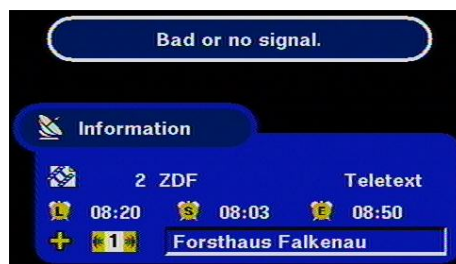 Bad or no signal.
Information
2 ZDF Teletext
L 08:20 S 08:03 E 08:50
1 Forsthaus Falkenau